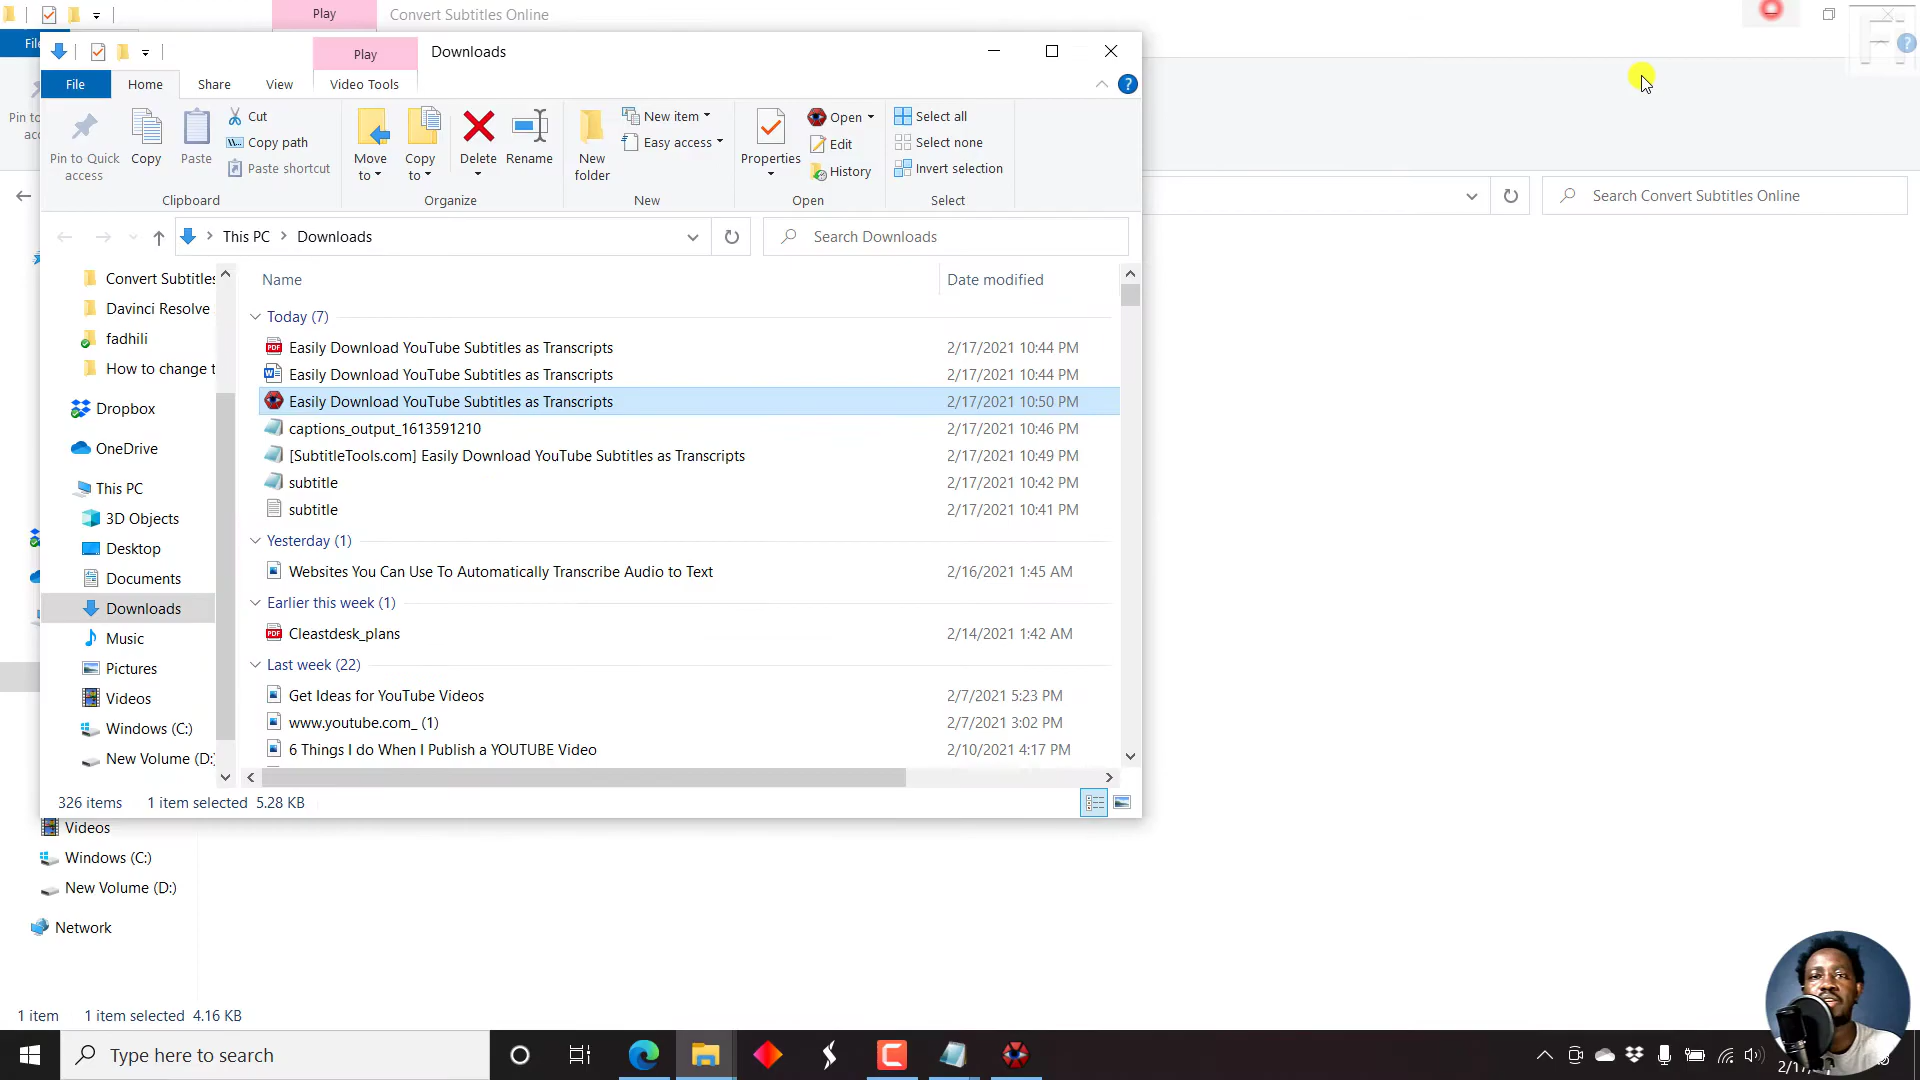 Play
Convert Subtitles Online
Play
Downloads
File
Home
Share
View
Video Tools
Pin to Quick access
Copy
Paste
Cut
Copy path
Paste shortcut
Move to
Copy to
Delete
Rename
New folder
New item
Easy access
Properties
Open
Edit
History
Select all
Select none
Invert selection
Clipboard
Organize
New
Open
Select
This PC
Downloads
Search Downloads
Search Convert Subtitles Online
Name
Date modified
Convert Subtitles
Davinci Resolve
fadhili
How to change t
Dropbox
OneDrive
This PC
3D Objects
Desktop
Documents
Downloads
Music
Pictures
Videos
Windows (C:)
New Volume (D:)
Today (7)
Easily Download YouTube Subtitles as Transcripts 2/17/2021 10:44 PM
Easily Download YouTube Subtitles as Transcripts 2/17/2021 10:44 PM
Easily Download YouTube Subtitles as Transcripts 2/17/2021 10:50 PM
captions_output_1613591210 2/17/2021 10:46 PM
[SubtitleTools.com] Easily Download YouTube Subtitles as Transcripts 2/17/2021 10:49 PM
subtitle 2/17/2021 10:42 PM
subtitle 2/17/2021 10:41 PM
Yesterday (1)
Websites You Can Use To Automatically Transcribe Audio to Text 2/16/2021 1:45 AM
Earlier this week (1)
Cleastdesk_plans 2/14/2021 1:42 AM
Last week (22)
Get Ideas for YouTube Videos 2/7/2021 5:23 PM
www.youtube.com_ (1) 2/7/2021 3:02 PM
6 Things I do When I Publish a YOUTUBE Video 2/10/2021 4:17 PM
326 items 1 item selected 5.28 KB
Videos
Windows (C:)
New Volume (D:)
Network
1 item 1 item selected 4.16 KB
Type here to search